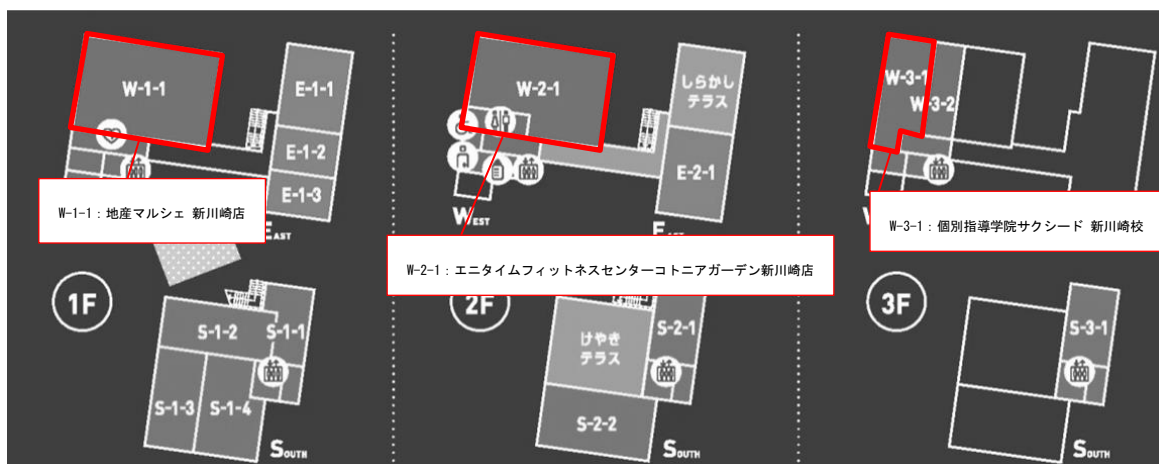 W-1-1
E-1-1
E-1-2
E-1-3
W-1-1：地産マルシェ 新川崎店
EAST
1F
S-1-2
S-1-1
S-1-3
S-1-4
SOUTH
W-2-1
しらかし
テラス
E-2-1
WEST
W-2-1：エニタイムフィットネスセンターコトニアガーデン新川崎店
2F
けやき
テラス
S-2-1
S-2-2
SOUTH
W-3-1
W-3-2
W-3-1：個別指導学院サクシード 新川崎校
3F
S-3-1
SOUTH